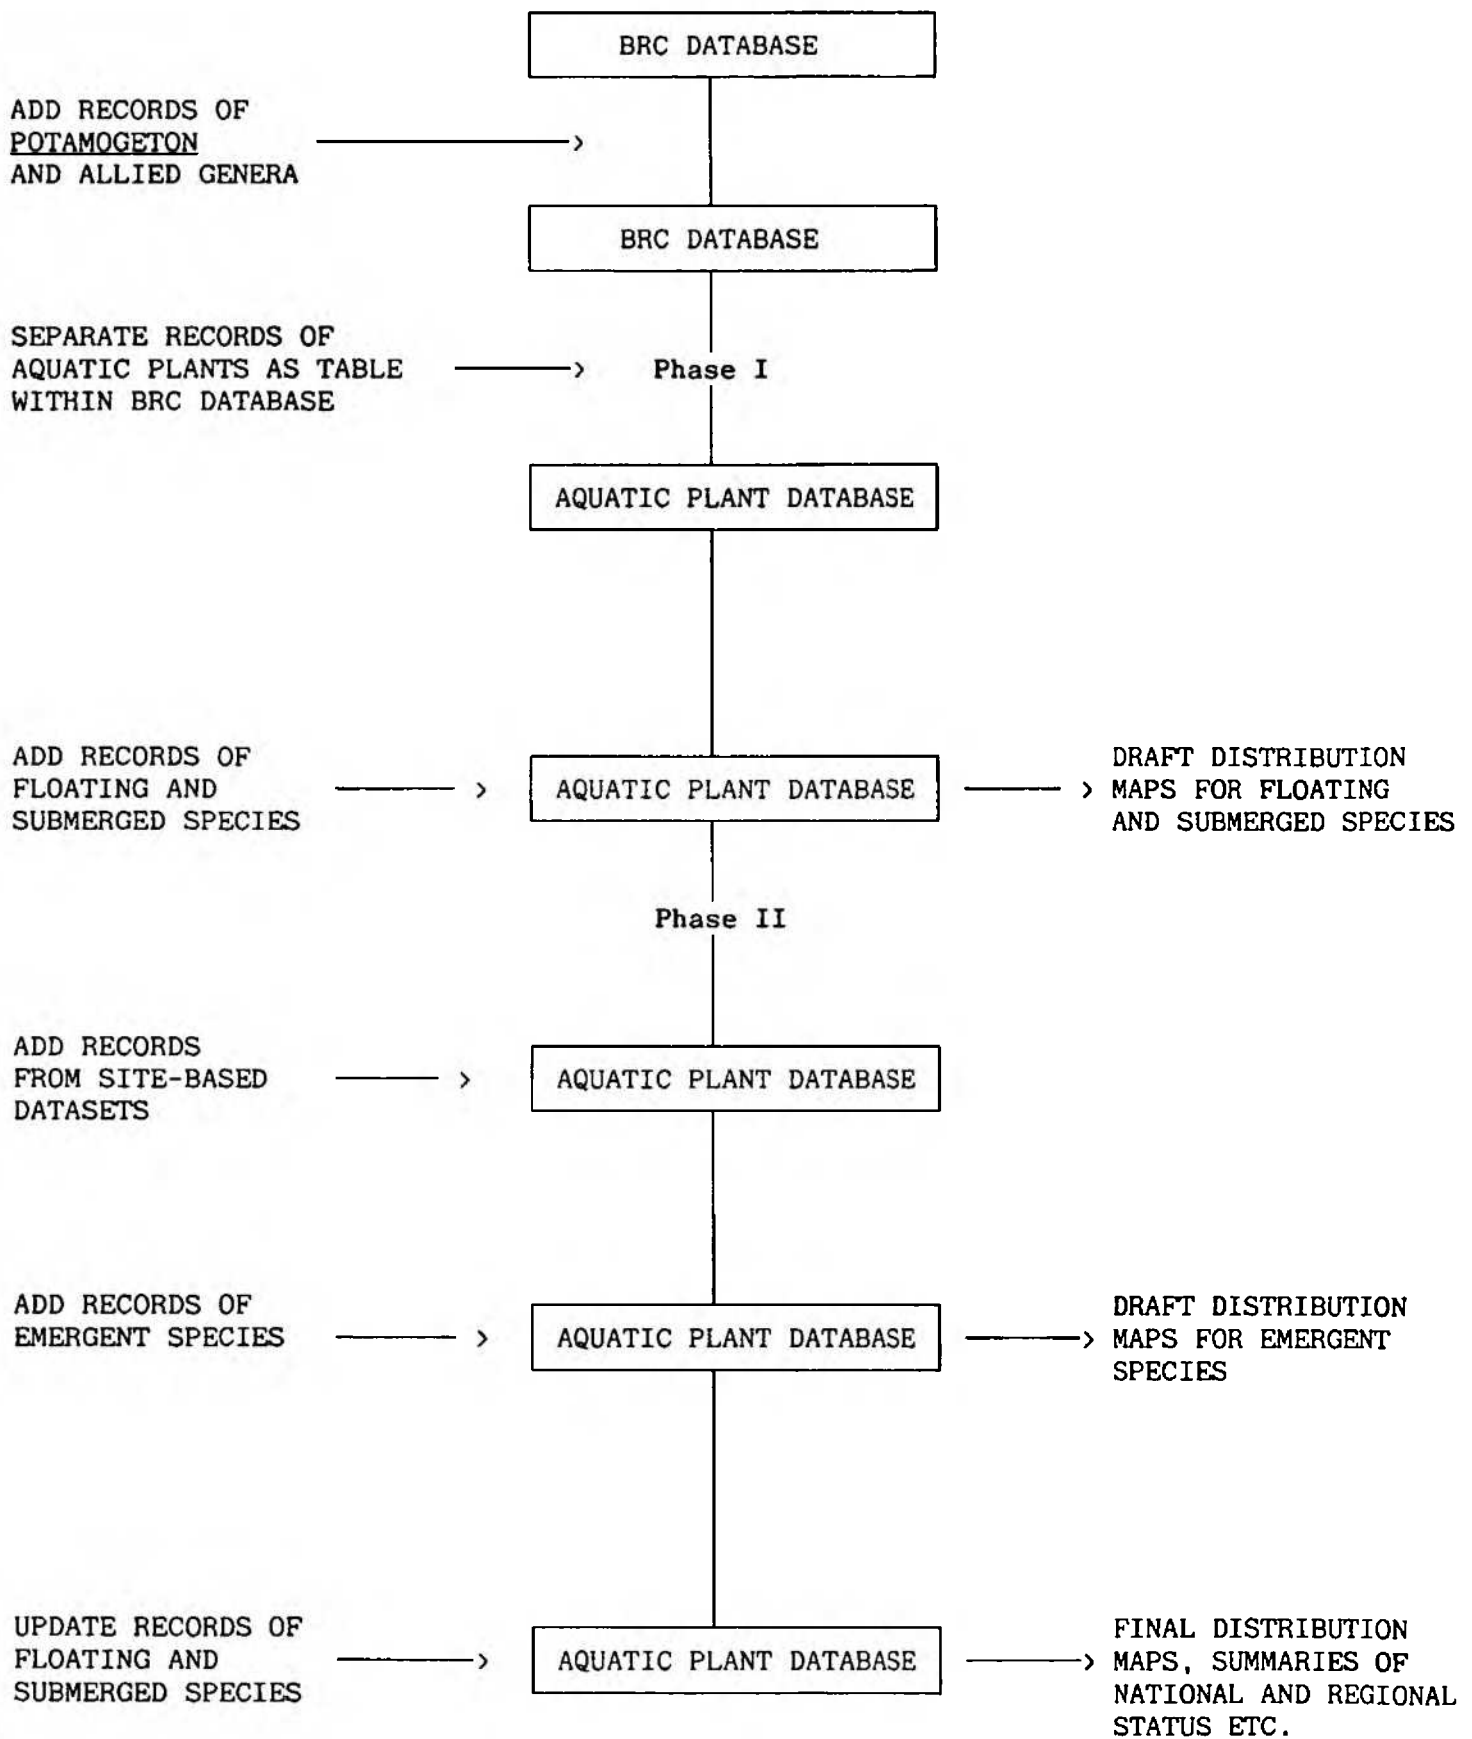 BRC DATABASE
ADD RECORDS OF
POTAMOGETON
AND ALLIED GENERA
BRC DATABASE
SEPARATE RECORDS OF
AQUATIC PLANTS AS TABLE
WITHIN BRC DATABASE
Phase I
AQUATIC PLANT DATABASE
ADD RECORDS OF
FLOATING AND
SUBMERGED SPECIES
AQUATIC PLANT DATABASE
DRAFT DISTRIBUTION
MAPS FOR FLOATING
AND SUBMERGED SPECIES
Phase II
ADD RECORDS
FROM SITE-BASED
DATASETS
AQUATIC PLANT DATABASE
ADD RECORDS OF
EMERGENT SPECIES
AQUATIC PLANT DATABASE
DRAFT DISTRIBUTION
MAPS FOR EMERGENT
SPECIES
UPDATE RECORDS OF
FLOATING AND
SUBMERGED SPECIES
AQUATIC PLANT DATABASE
FINAL DISTRIBUTION
MAPS, SUMMARIES OF
NATIONAL AND REGIONAL
STATUS ETC.